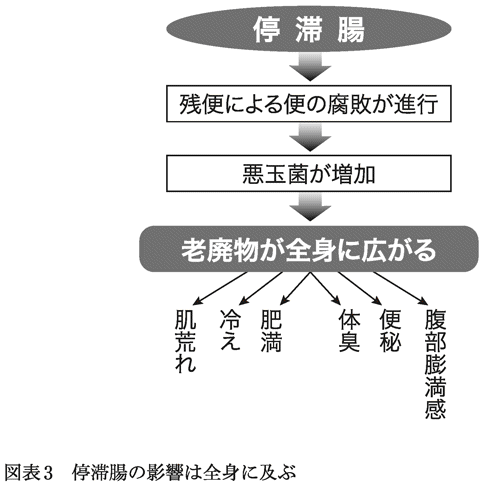 停滞腸
残便による便の腐敗が進行
悪玉菌が増加
老廃物が全身に広がる
肌荒れ
冷え
肥満
体臭
便秘
腹部膨満感
図表3 停滞腸の影響は全身に及ぶ